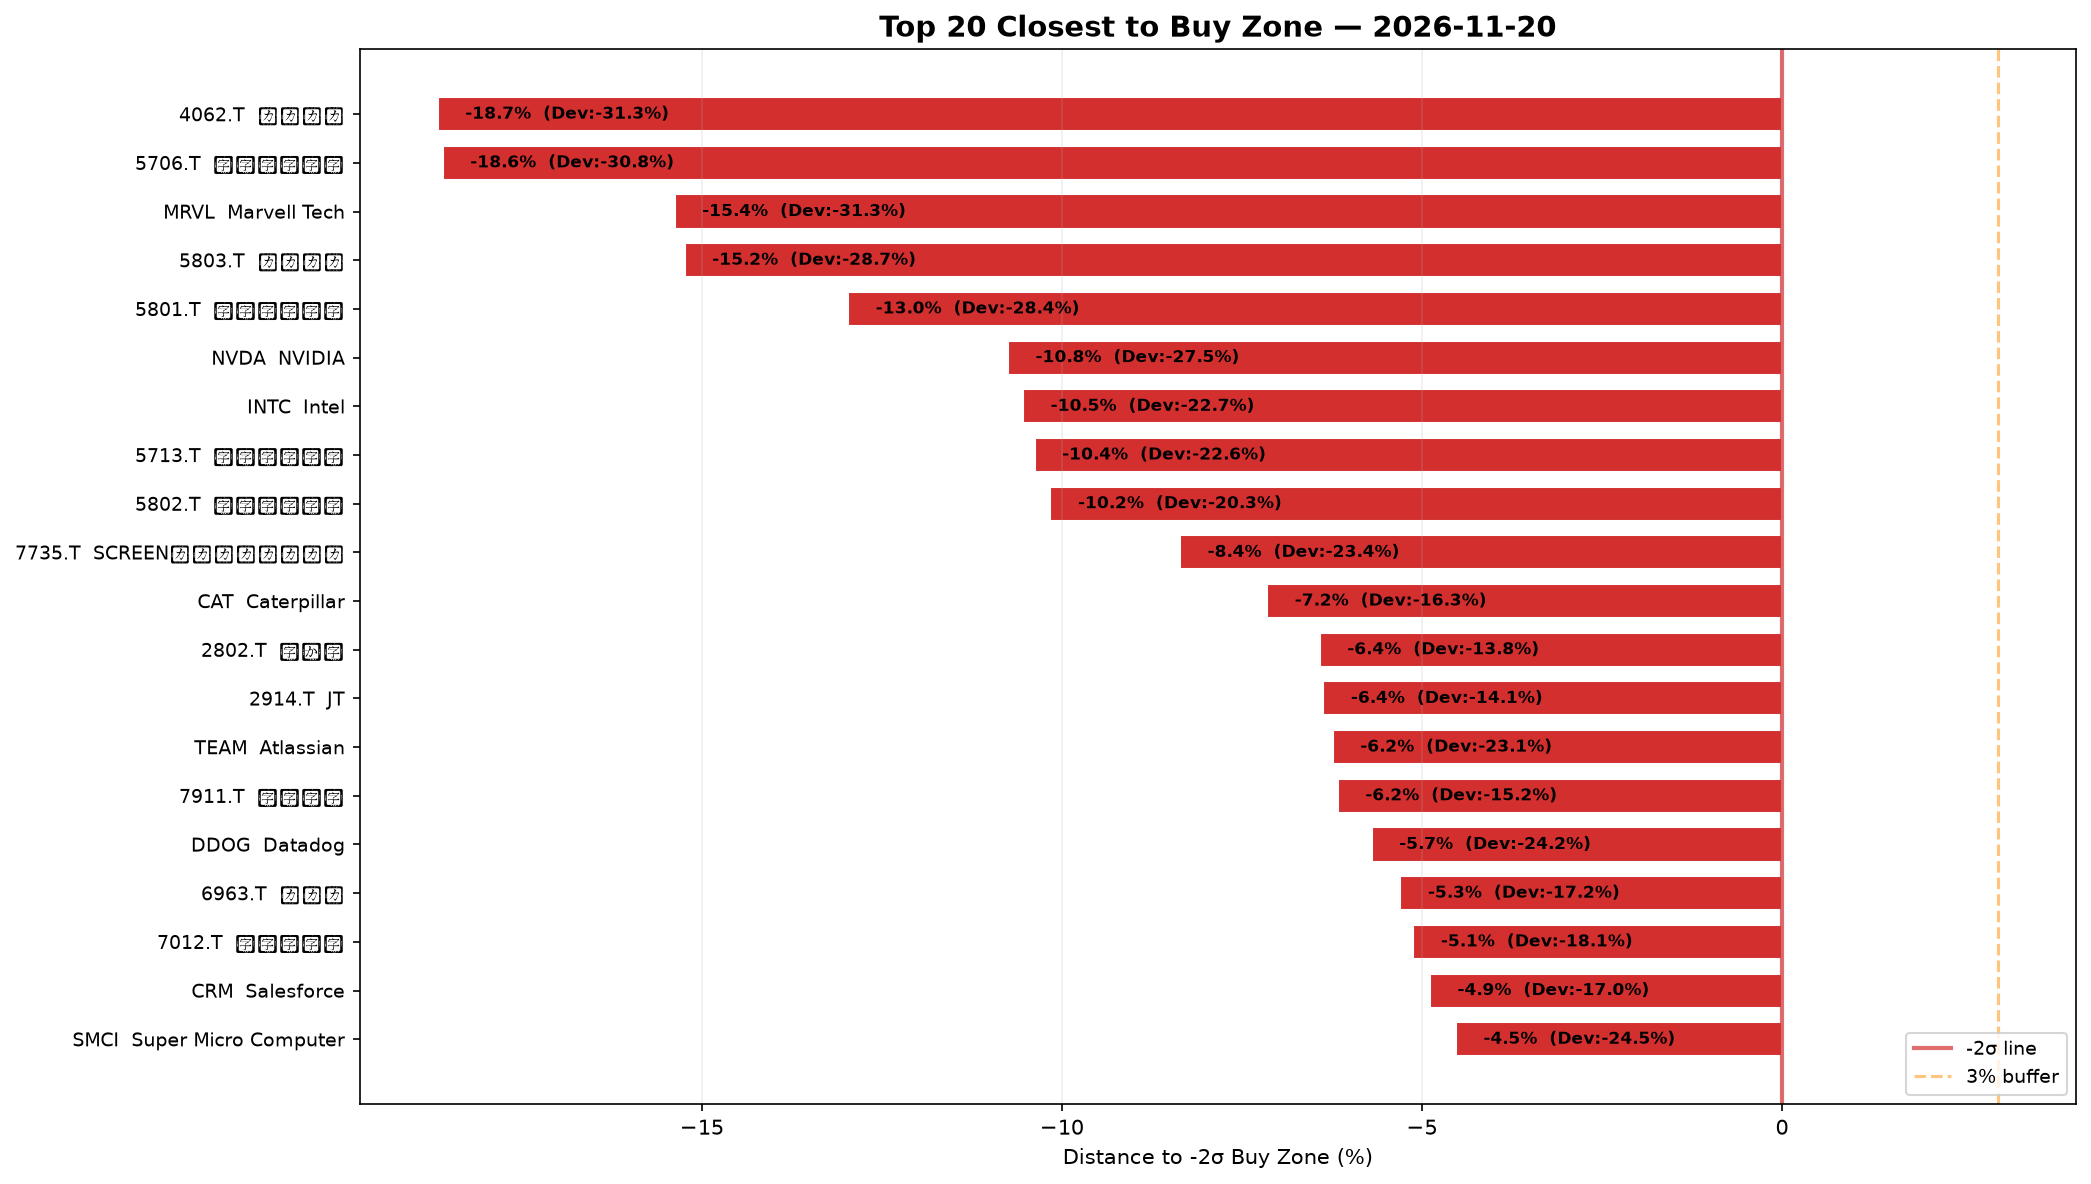 Top 20 Closest to Buy Zone — 2026-11-20
4062.T
-18.7%  (Dev:-31.3%)
5706.T
-18.6%  (Dev:-30.8%)
MRVL  Marvell Tech
-15.4%  (Dev:-31.3%)
5803.T
-15.2%  (Dev:-28.7%)
5801.T
-13.0%  (Dev:-28.4%)
NVDA  NVIDIA
-10.8%  (Dev:-27.5%)
INTC  Intel
-10.5%  (Dev:-22.7%)
5713.T
-10.4%  (Dev:-22.6%)
5802.T
-10.2%  (Dev:-20.3%)
7735.T  SCREEN
-8.4%  (Dev:-23.4%)
CAT  Caterpillar
-7.2%  (Dev:-16.3%)
2802.T
-6.4%  (Dev:-13.8%)
2914.T  JT
-6.4%  (Dev:-14.1%)
TEAM  Atlassian
-6.2%  (Dev:-23.1%)
7911.T
-6.2%  (Dev:-15.2%)
DDOG  Datadog
-5.7%  (Dev:-24.2%)
6963.T
-5.3%  (Dev:-17.2%)
7012.T
-5.1%  (Dev:-18.1%)
CRM  Salesforce
-4.9%  (Dev:-17.0%)
SMCI  Super Micro Computer
-4.5%  (Dev:-24.5%)
-2σ line
3% buffer
−15
−10
−5
0
Distance to -2σ Buy Zone (%)